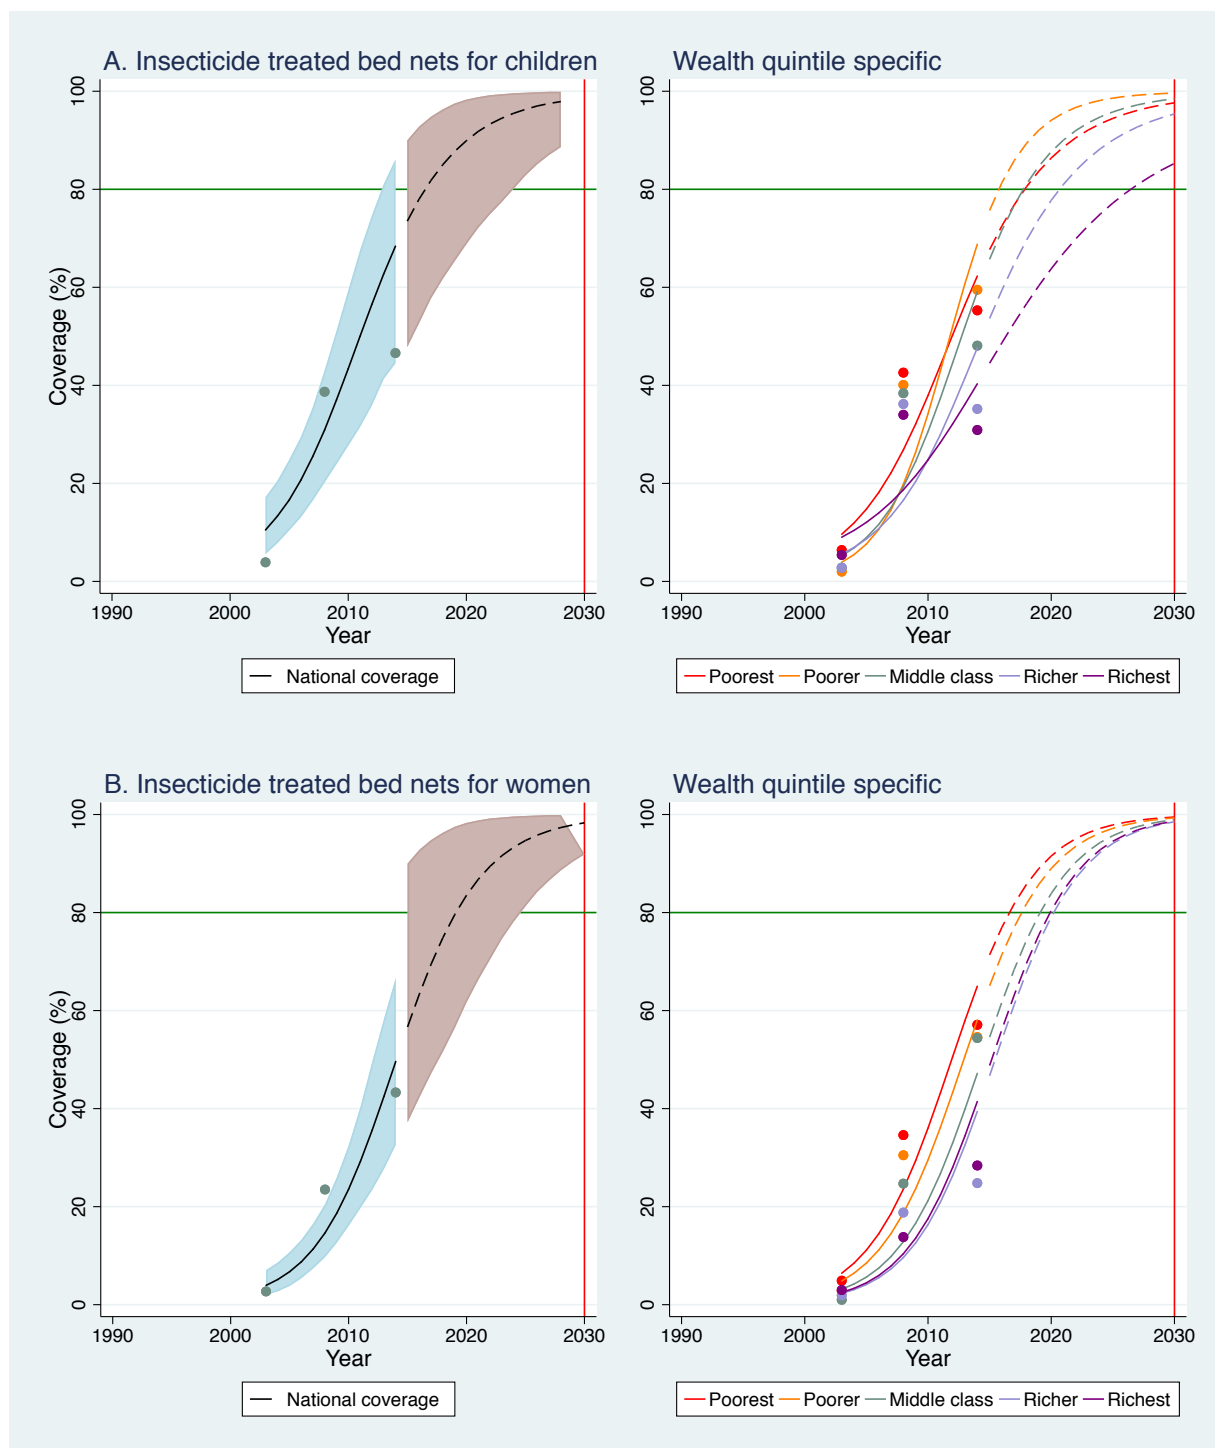 A. Insecticide treated bed nets for children
Coverage (%)
100
80
60
40
20
0
1990 2000 2010 2020 2030
Year
National coverage
Wealth quintile specific
100
80
60
40
20
0
1990 2000 2010 2020 2030
Year
Poorest Poorer Middle class Richer Richest
B. Insecticide treated bed nets for women
Coverage (%)
100
80
60
40
20
0
1990 2000 2010 2020 2030
Year
National coverage
Wealth quintile specific
100
80
60
40
20
0
1990 2000 2010 2020 2030
Year
Poorest Poorer Middle class Richer Richest